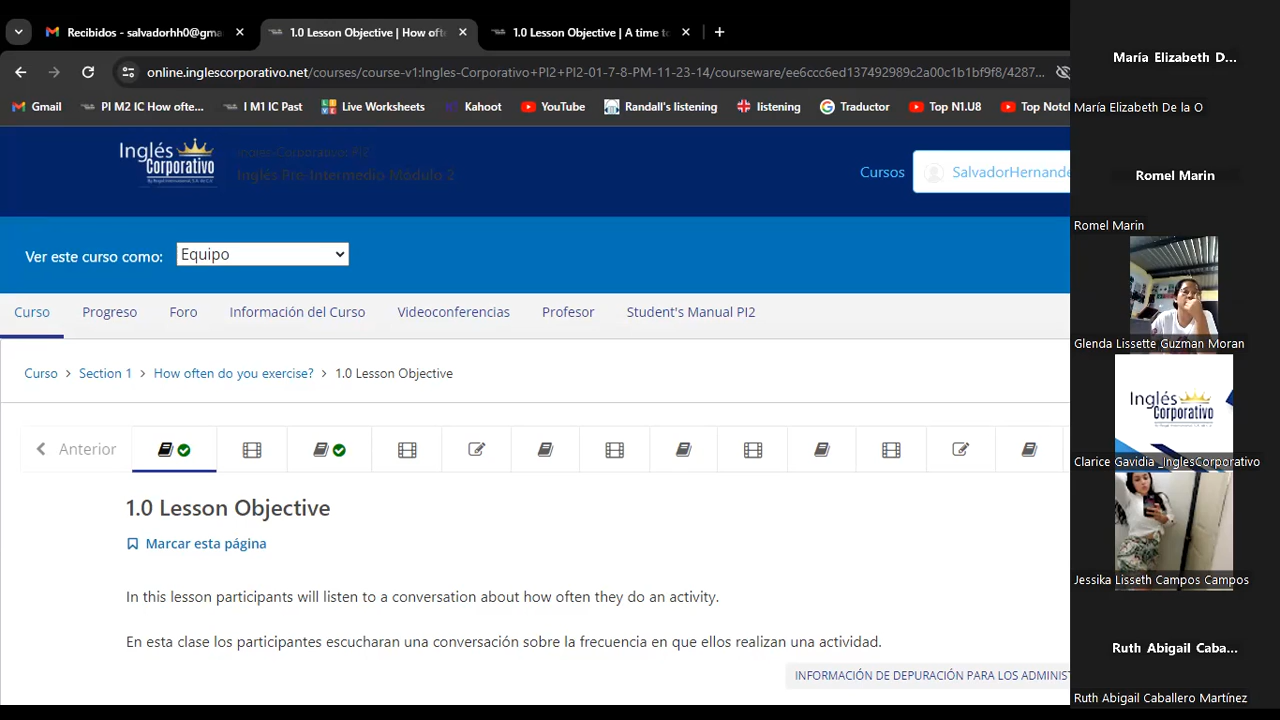 Recibidos - salvadorhh0@gma
1.0 Lesson Objective | How ofte
1.0 Lesson Objective | A time to
online.inglescorporativo.net/courses/course-v1:Ingles-Corporativo+PI2+PI2-01-7-8-PM-11-23-14/courseware/ee6ccc6ed137492989c2a00c1b1bf9f8/4287...
Gmail
PI M2 IC How ofte...
I M1 IC Past
Live Worksheets
Kahoot
YouTube
Randall's listening
listening
Traductor
Top N1.U8
Top Notch
Inglés
Corporativo
Ingles-Corporativo: PI2
Inglés Pre-Intermedio Módulo 2
Cursos
SalvadorHernande
Ver este curso como:
Equipo
Curso
Progreso
Foro
Información del Curso
Videoconferencias
Profesor
Student's Manual PI2
Curso > Section 1 > How often do you exercise? > 1.0 Lesson Objective
Anterior
1.0 Lesson Objective
Marcar esta página
In this lesson participants will listen to a conversation about how often they do an activity.
En esta clase los participantes escucharan una conversación sobre la frecuencia en que ellos realizan una actividad.
INFORMACIÓN DE DEPURACIÓN PARA LOS ADMINIST
María Elizabeth D...
María Elizabeth De la O
Romel Marin
Romel Marin
Glenda Lissette Guzman Moran
Inglés
Corporativo
Clarice Gavidia _InglesCorporativo
Jessika Lisseth Campos Campos
Ruth Abigail Caba...
Ruth Abigail Caballero Martínez